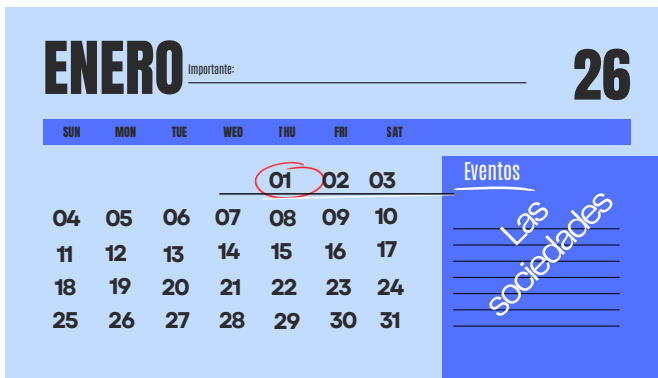 ENERO
Importante:
26
SUN MON TUE WED THU FRI SAT
01 02 03
04 05 06 07 08 09 10
11 12 13 14 15 16 17
18 19 20 21 22 23 24
25 26 27 28 29 30 31
Eventos
Las
sociedades